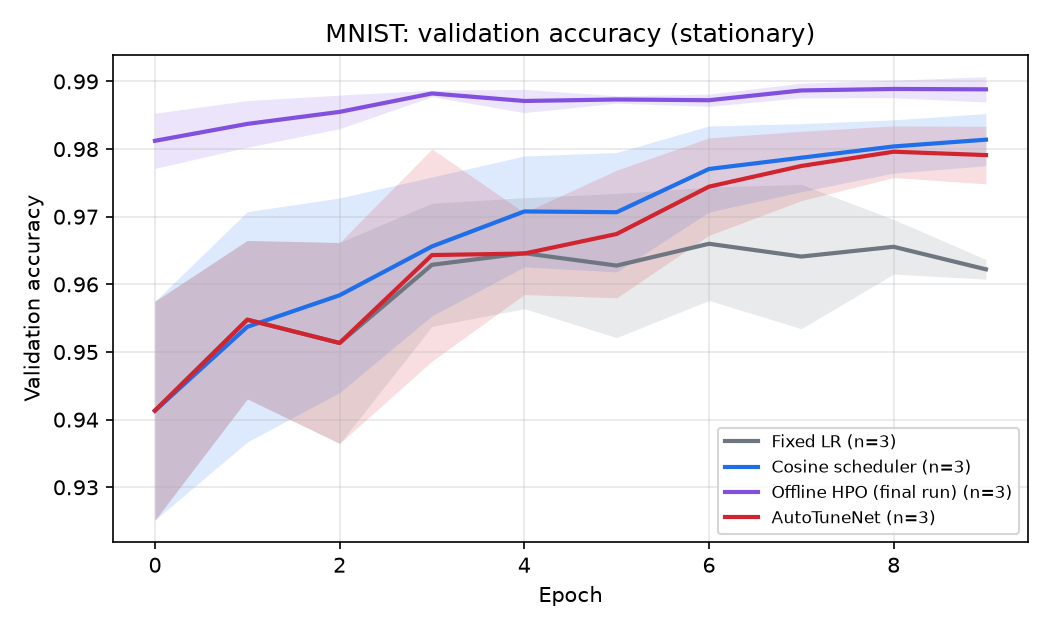 MNIST: validation accuracy (stationary)
Validation accuracy
0.99
0.98
0.97
0.96
0.95
0.94
0.93
0 2 4 6 8
Epoch
Fixed LR (n=3)
Cosine scheduler (n=3)
Offline HPO (final run) (n=3)
AutoTuneNet (n=3)